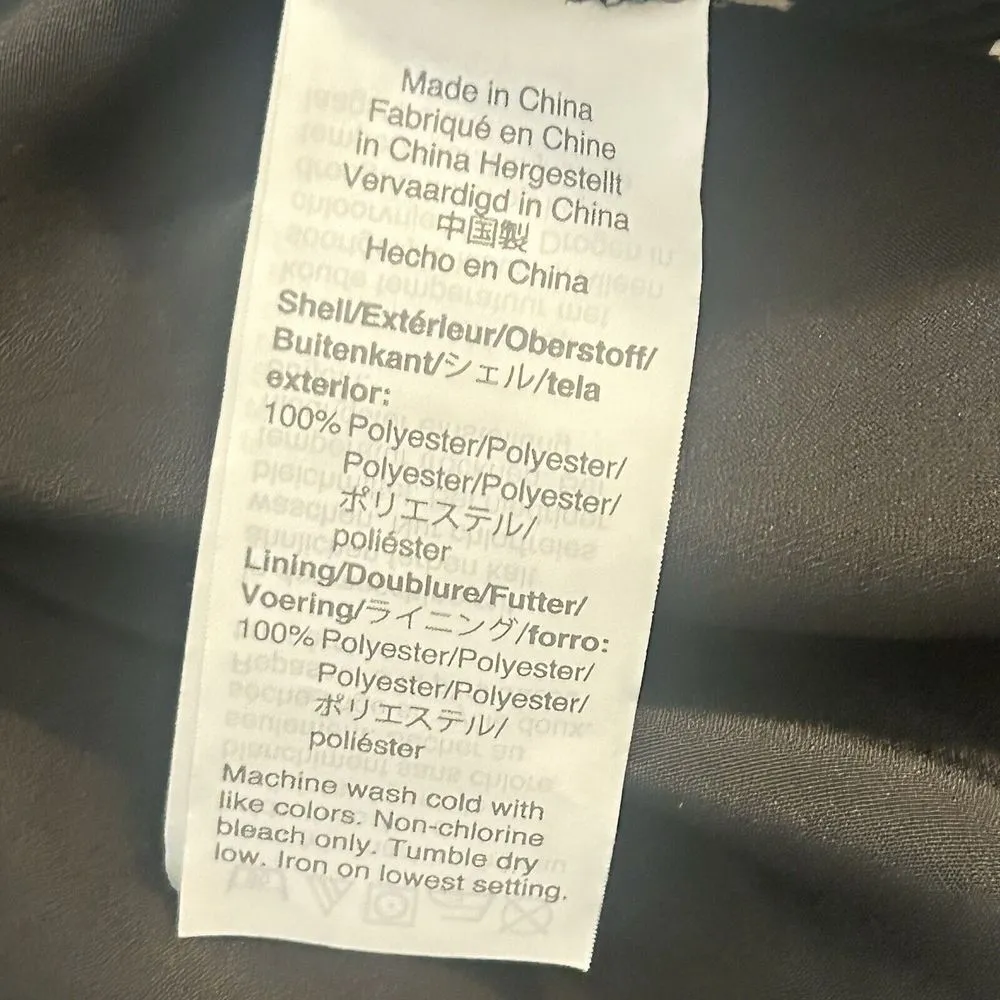 Made in China
Fabriqué en Chine
in China Hergestellt
Vervaardigd in China
中国製
Hecho en China
Shell/Extérieur/Oberstoff/
Buitenkant/シェル/tela
exterior:
100% Polyester/Polyester/
Polyester/Polyester/
ポリエステル/
poliéster
Lining/Doublure/Futter/
Voering/ライニング/forro:
100% Polyester/Polyester/
Polyester/Polyester/
ポリエステル/
poliéster
Machine wash cold with
like colors. Non-chlorine
bleach only. Tumble dry
low. Iron on lowest setting.